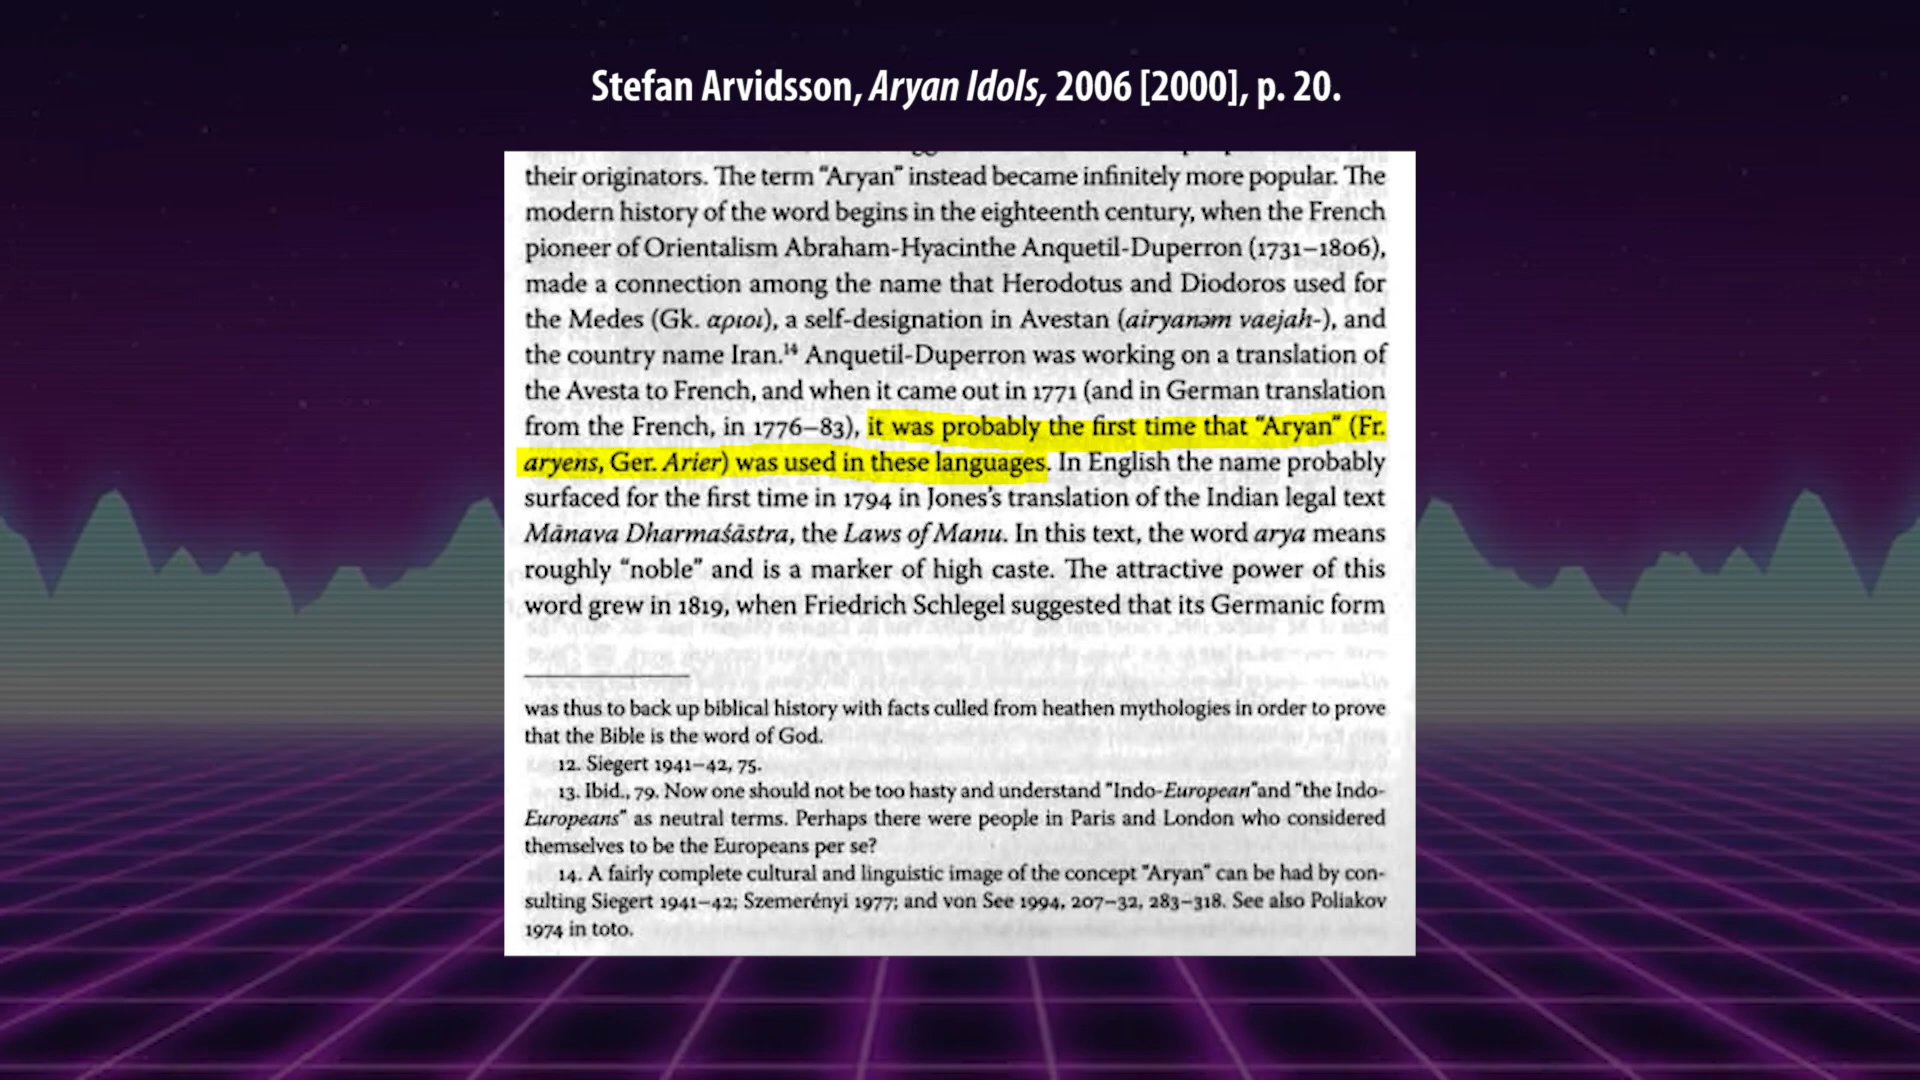 Stefan Arvidsson, Aryan Idols, 2006 [2000], p. 20.
their originators. The term “Aryan” instead became infinitely more popular. The
modern history of the word begins in the eighteenth century, when the French
pioneer of Orientalism Abraham-Hyacinthe Anquetil-Duperron (1731–1806),
made a connection among the name that Herodotus and Diodoros used for
the Medes (Gk. αριοι), a self-designation in Avestan (airyanəm vaejah-), and
the country name Iran.¹⁴ Anquetil-Duperron was working on a translation of
the Avesta to French, and when it came out in 1771 (and in German translation
from the French, in 1776–83), it was probably the first time that “Aryan” (Fr.
aryens, Ger. Arier) was used in these languages. In English the name probably
surfaced for the first time in 1794 in Jones’s translation of the Indian legal text
Mānava Dharmaśāstra, the Laws of Manu. In this text, the word arya means
roughly “noble” and is a marker of high caste. The attractive power of this
word grew in 1819, when Friedrich Schlegel suggested that its Germanic form
was thus to back up biblical history with facts culled from heathen mythologies in order to prove
that the Bible is the word of God.
12. Siegert 1941–42, 75.
13. Ibid., 79. Now one should not be too hasty and understand “Indo-European”and “the Indo-
Europeans” as neutral terms. Perhaps there were people in Paris and London who considered
themselves to be the Europeans per se?
14. A fairly complete cultural and linguistic image of the concept “Aryan” can be had by con-
sulting Siegert 1941–42; Szemerényi 1977; and von See 1994, 207–32, 283–318. See also Poliakov
1974 in toto.